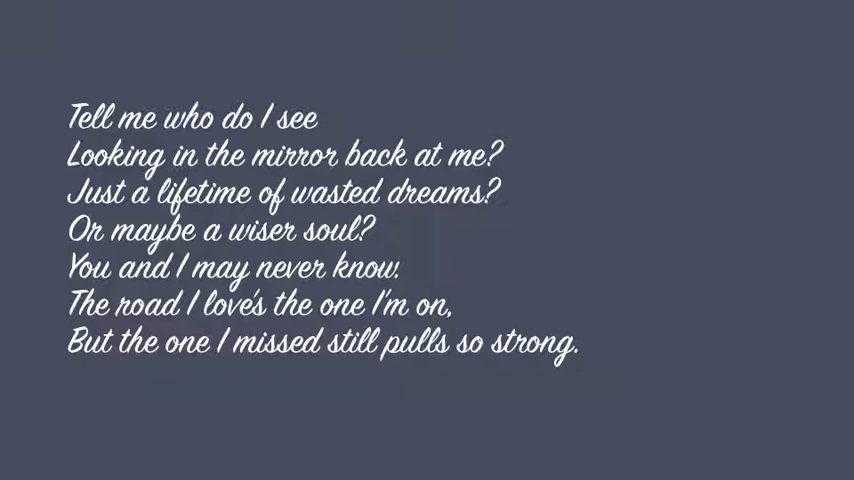 Tell me who do I see
Looking in the mirror back at me?
Just a lifetime of wasted dreams?
Or maybe a wiser soul?
You and I may never know.
The road I love's the one I'm on,
But the one I missed still pulls so strong.